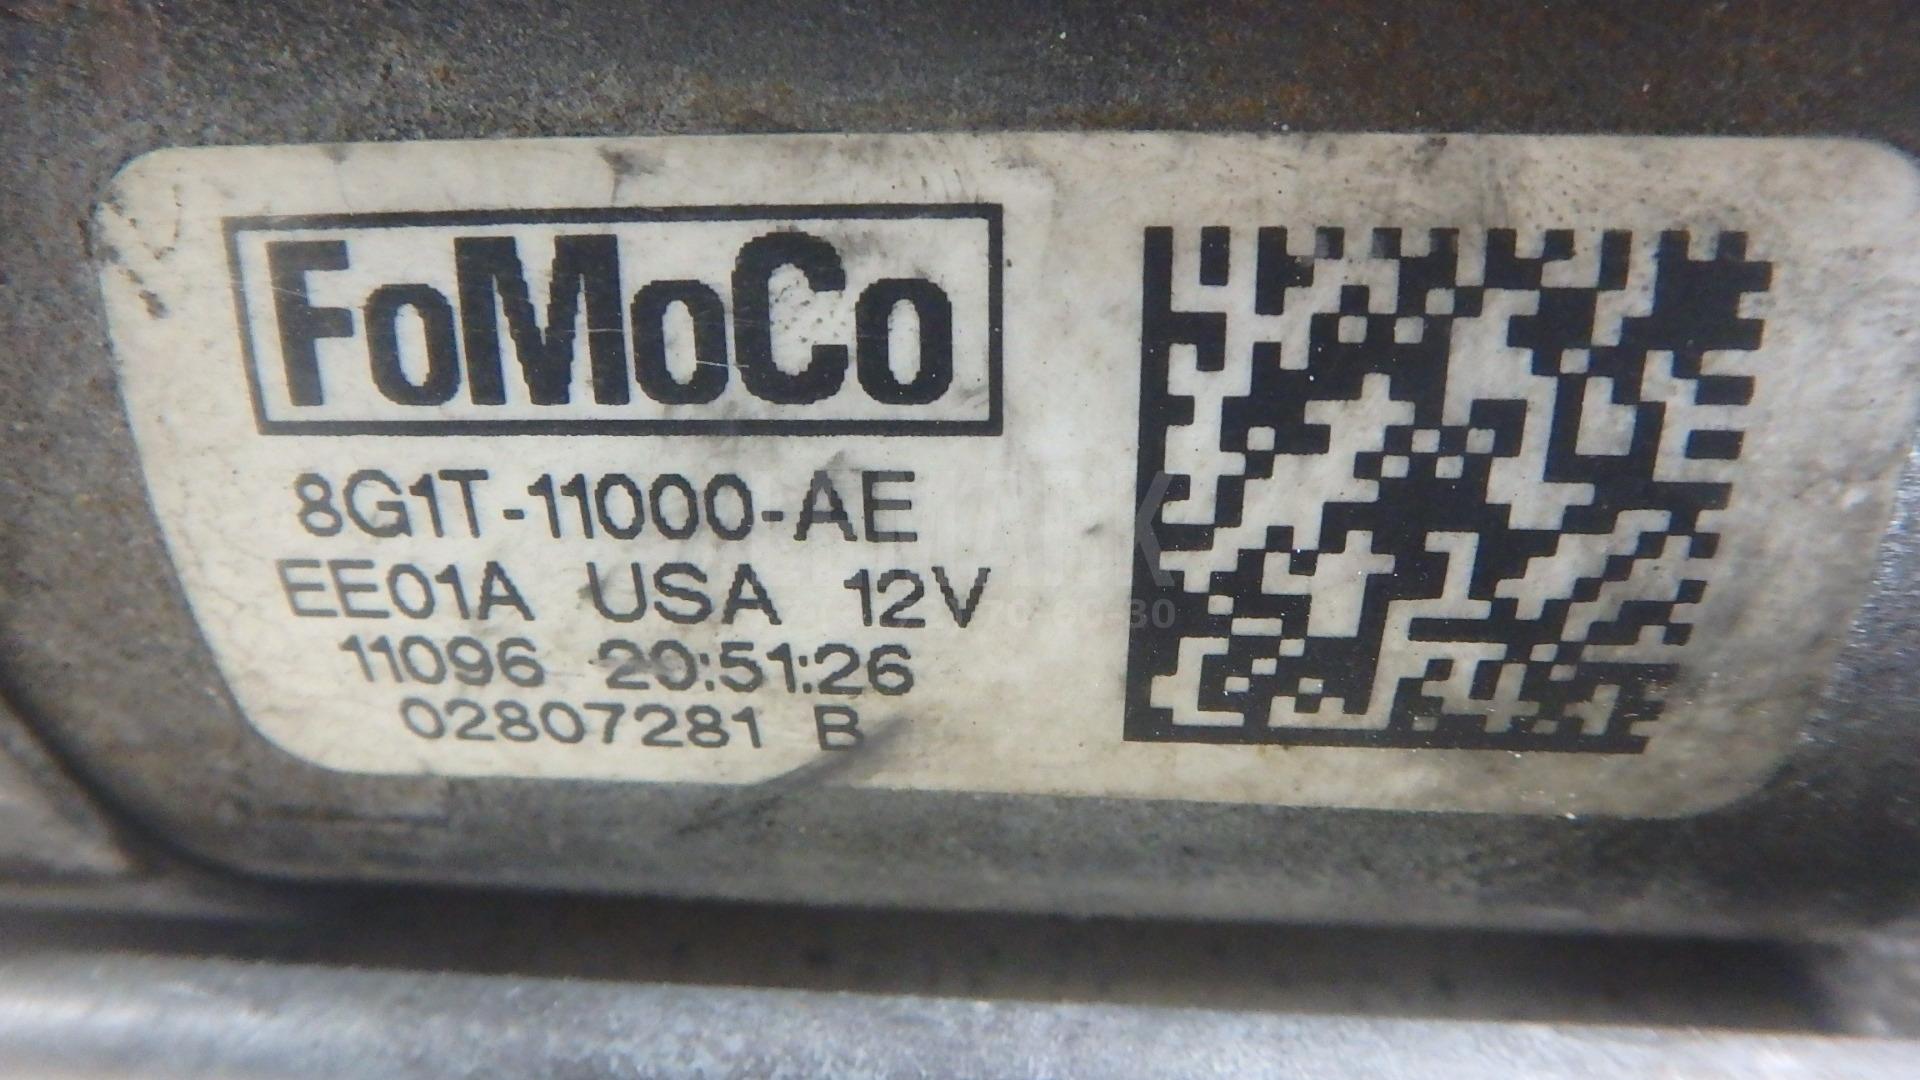 FoMoCo
8G1T-11000-AE
EE01A USA 12V
11096 20:51:26
02807281 B